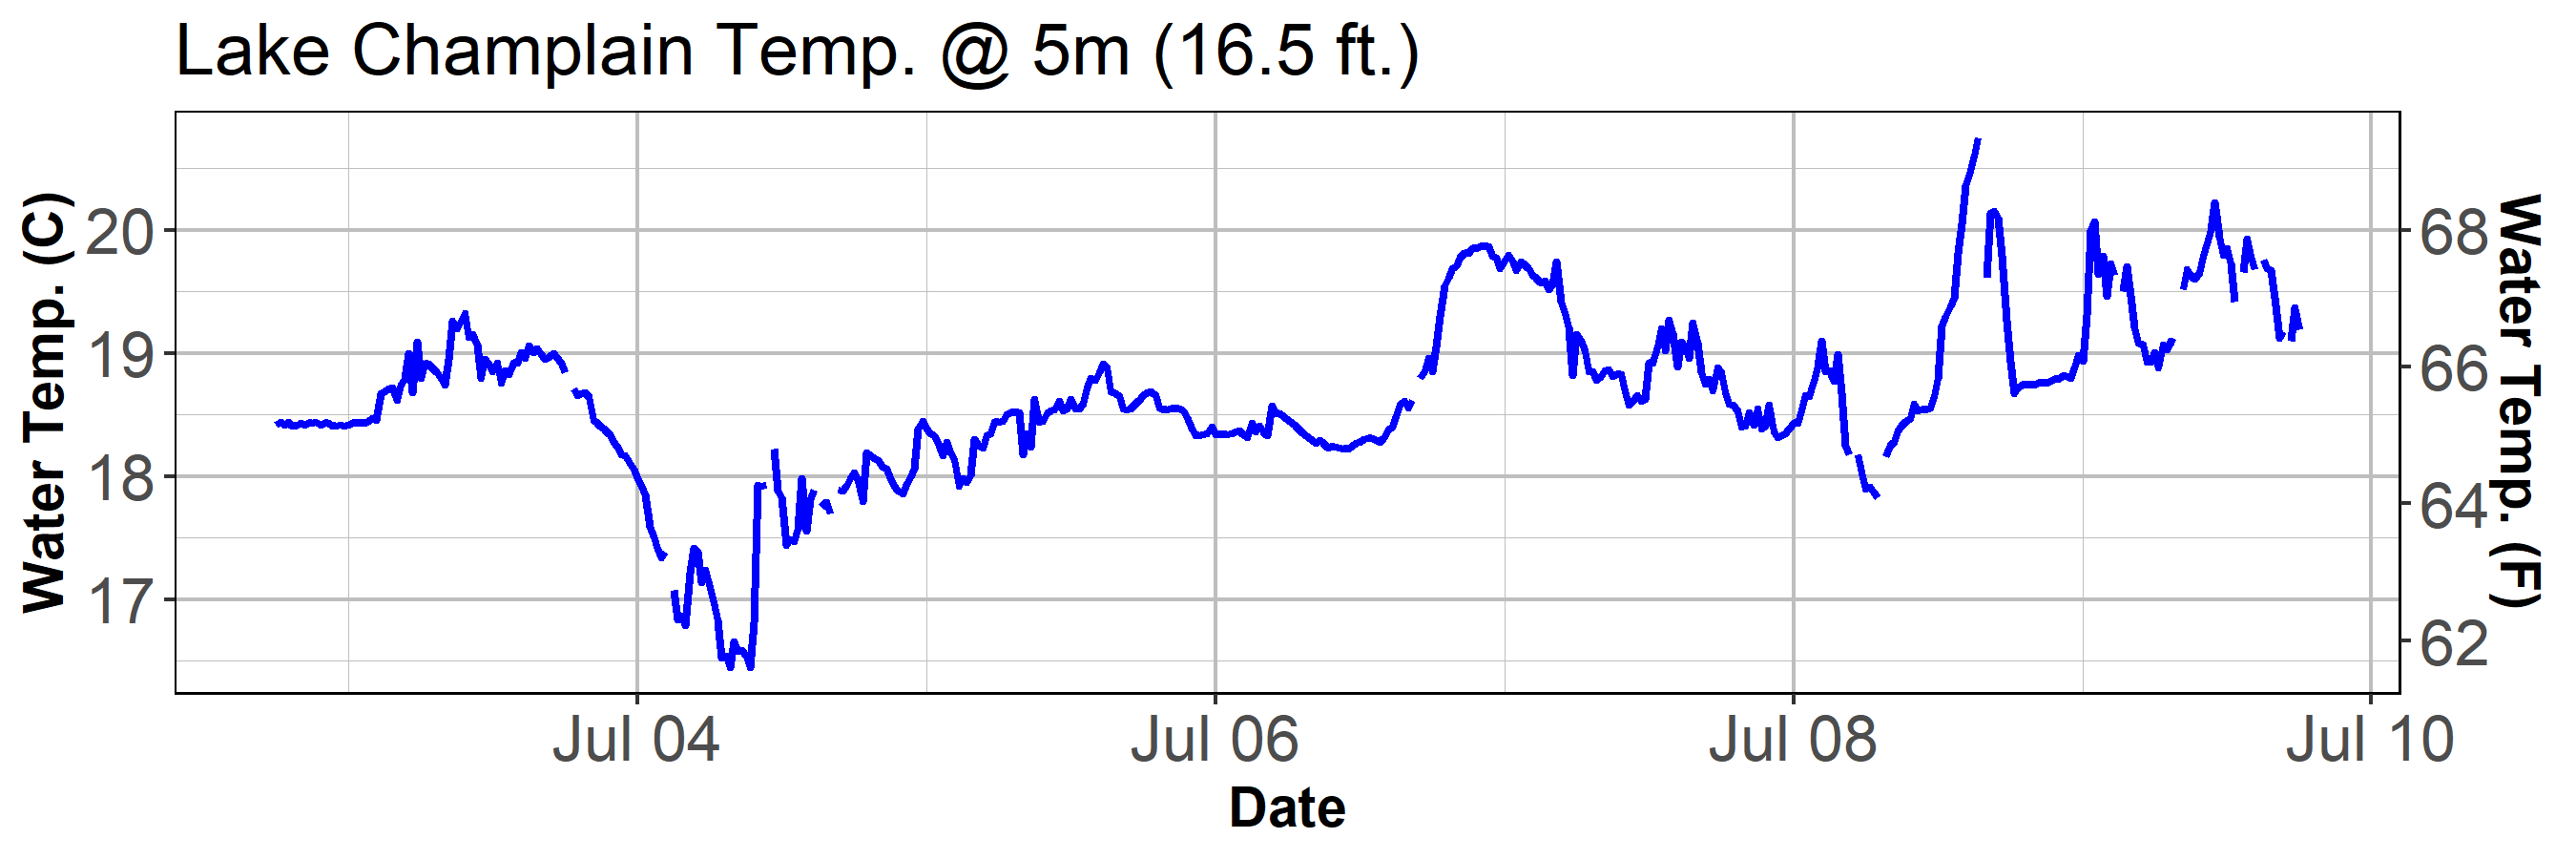 Lake Champlain Temp. @ 5m (16.5 ft.)
Water Temp. (C)
20
19
18
17
68
66
64
62
Water Temp. (F)
Jul 04 Jul 06 Jul 08 Jul 10
Date